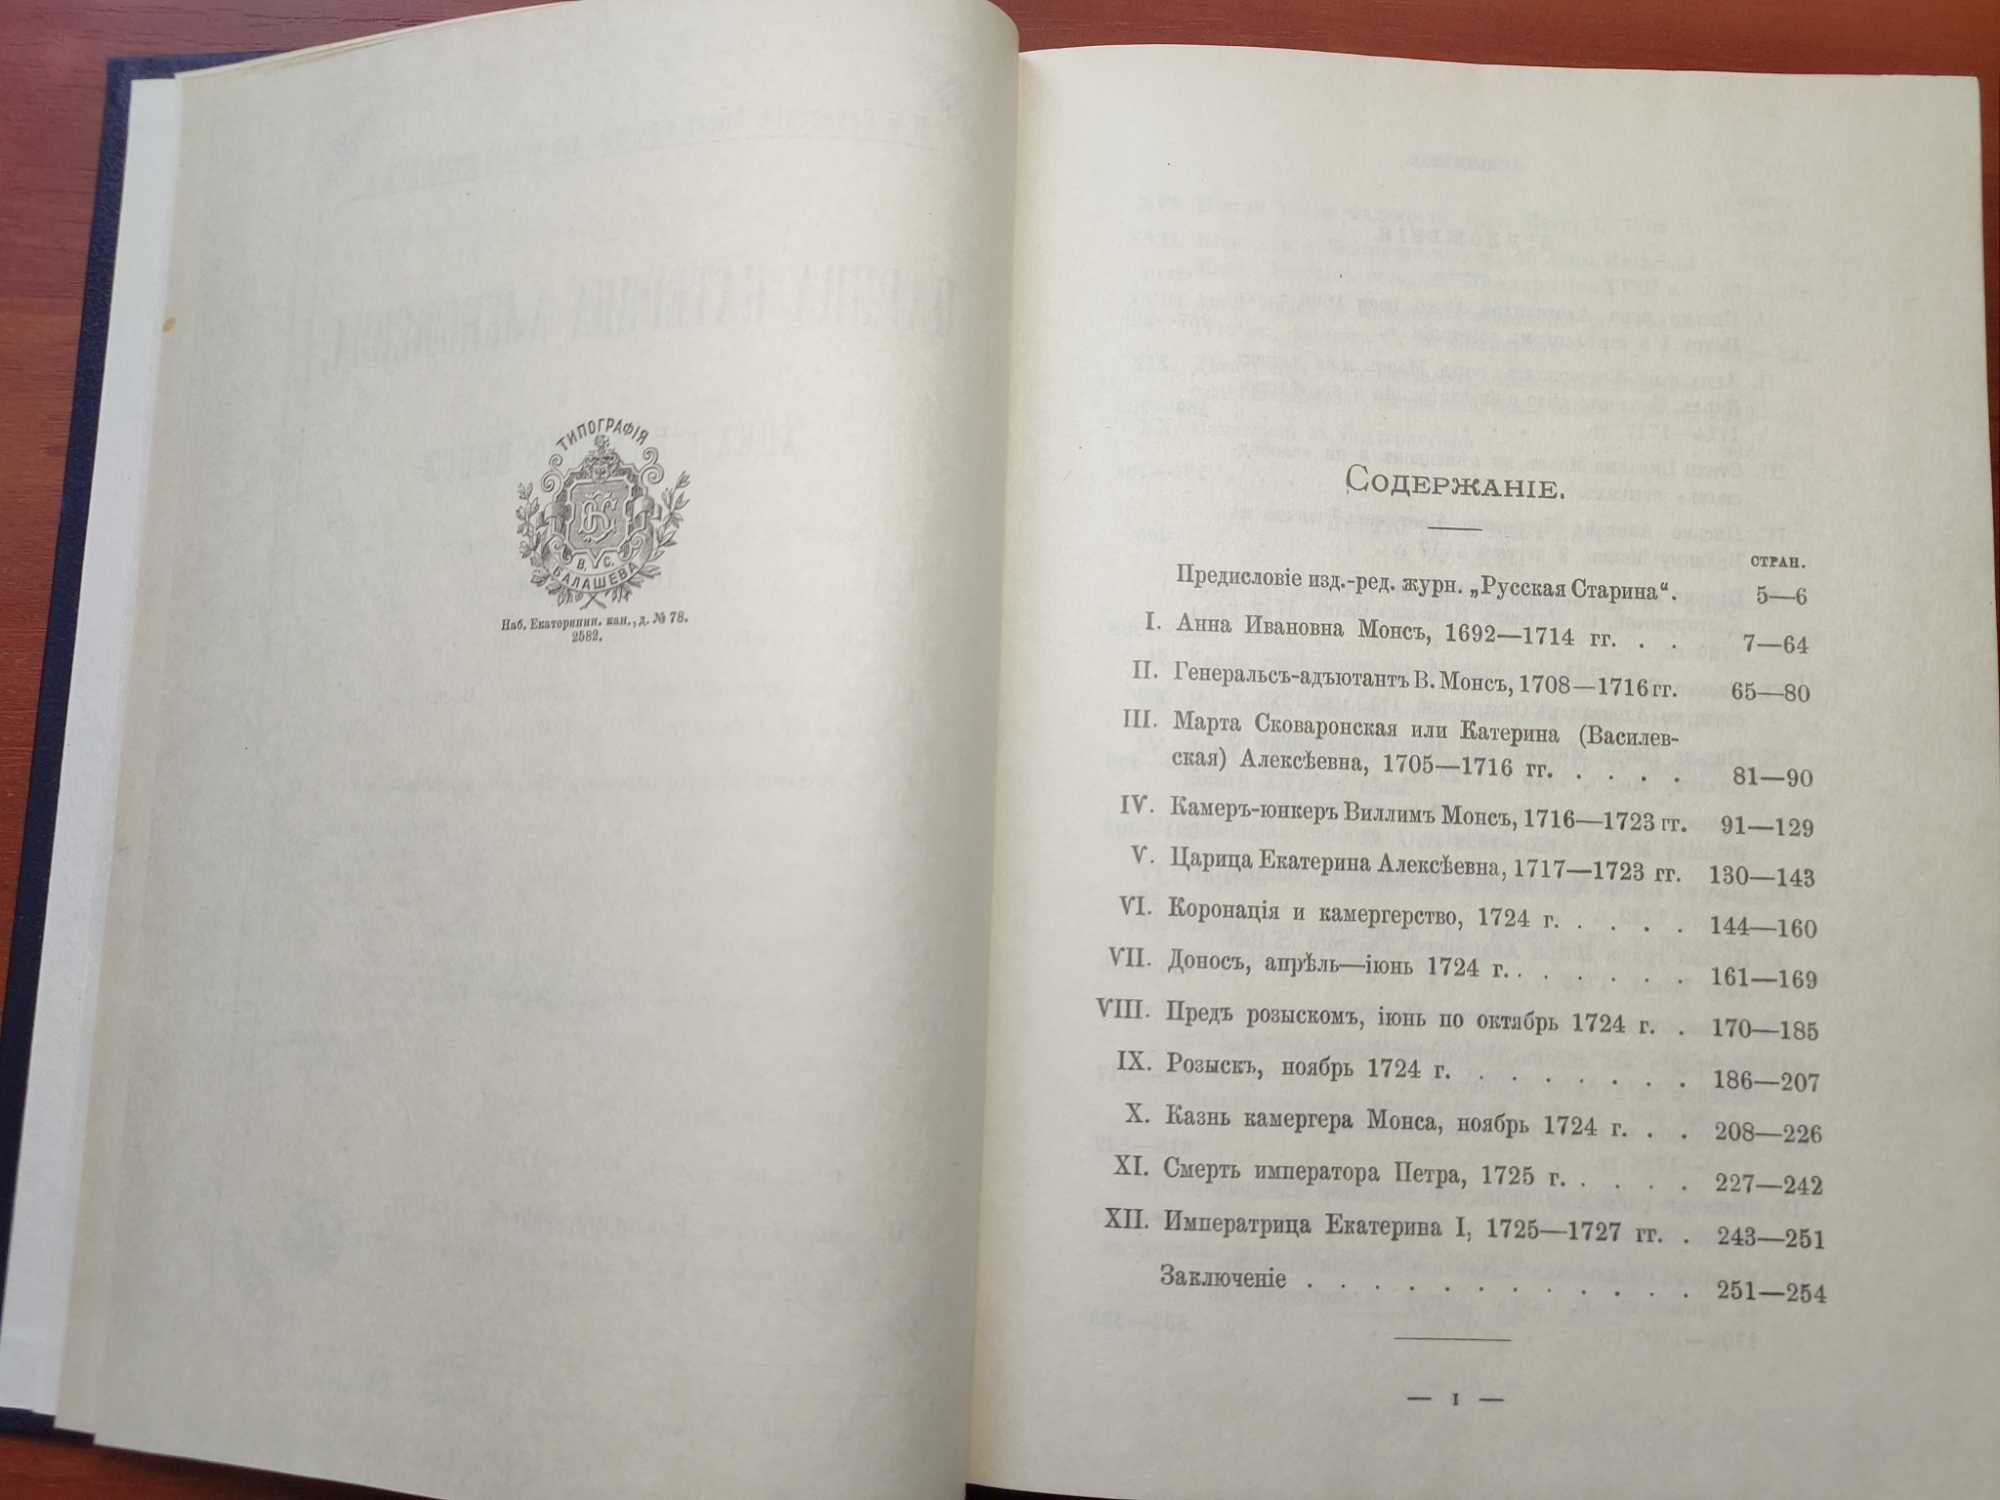 ТИПОГРАФІЯ
В. С.
БАЛАШЕВА
Наб. Екатеринин. кан., д. № 78.
2582.
Содержаніе.
СТРАН.
Предисловіе изд.-ред. журн. „Русская Старина“. 5—6
I. Анна Ивановна Монсъ, 1692—1714 гг. . . 7—64
II. Генеральсъ-адъютантъ В. Монсъ, 1708—1716 гг. 65—80
III. Марта Сковаронская или Катерина (Василев-
ская) Алексѣевна, 1705—1716 гг. . . . . 81—90
IV. Камеръ-юнкеръ Виллимъ Монсъ, 1716—1723 гг. 91—129
V. Царица Екатерина Алексѣевна, 1717—1723 гг. 130—143
VI. Коронація и камергерство, 1724 г. . . . . 144—160
VII. Доносъ, апрѣль—іюнь 1724 г. . . . . . 161—169
VIII. Предъ розыскомъ, іюнь по октябрь 1724 г. . 170—185
IX. Розыскъ, ноябрь 1724 г. . . . . . . . 186—207
X. Казнь камергера Монса, ноябрь 1724 г. . . 208—226
XI. Смерть императора Петра, 1725 г. . . . . 227—242
XII. Императрица Екатерина I, 1725—1727 гг. . 243—251
Заключеніе . . . . . . . . . . . . 251—254
— I —